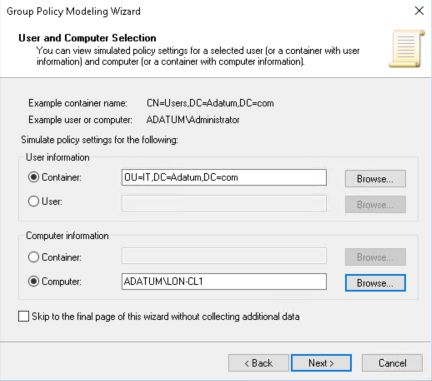 Group Policy Modeling Wizard
User and Computer Selection
You can view simulated policy settings for a selected user (or a container with user
information) and computer (or a container with computer information).
Example container name: CN=Users,DC=Adatum,DC=com
Example user or computer: ADATUM\Administrator
Simulate policy settings for the following:
User information
Container: OU=IT,DC=Adatum,DC=com Browse...
User: Browse...
Computer information
Container: Browse...
Computer: ADATUM\LON-CL1 Browse...
Skip to the final page of this wizard without collecting additional data
< Back Next > Cancel